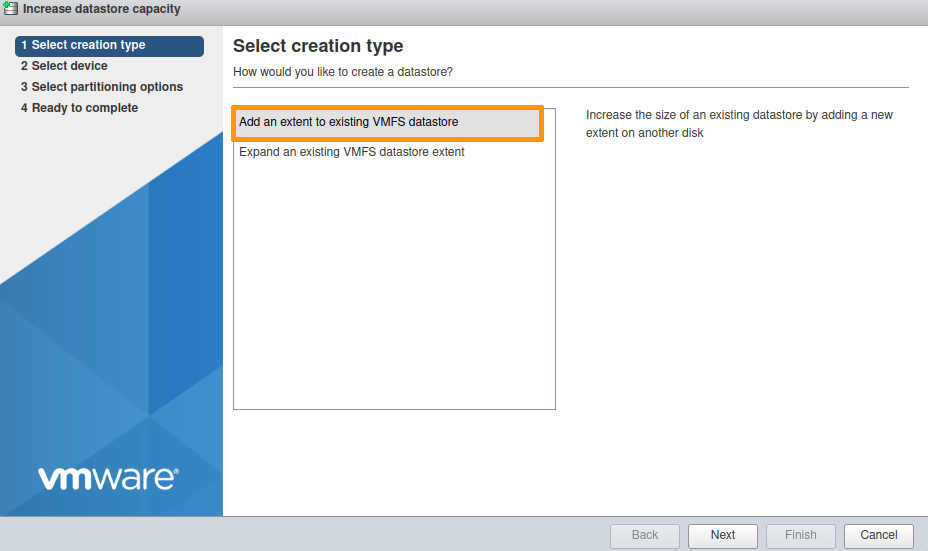 Increase datastore capacity
1 Select creation type
2 Select device
3 Select partitioning options
4 Ready to complete
Select creation type
How would you like to create a datastore?
Add an extent to existing VMFS datastore
Expand an existing VMFS datastore extent
Increase the size of an existing datastore by adding a new
extent on another disk
vmware®
Back
Next
Finish
Cancel